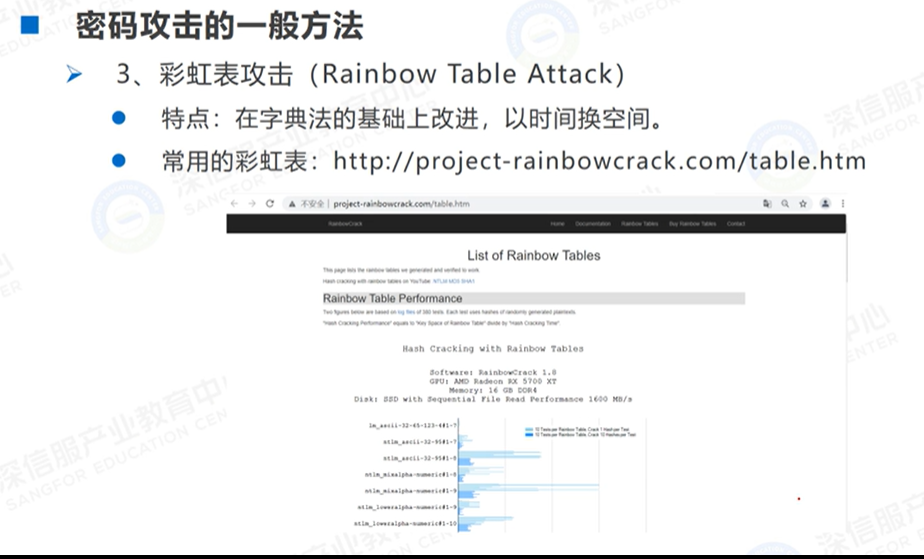 密码攻击的一般方法
3、彩虹表攻击（Rainbow Table Attack）
特点：在字典法的基础上改进，以时间换空间。
常用的彩虹表：http://project-rainbowcrack.com/table.htm
不安全 | project-rainbowcrack.com/table.htm
RainbowCrack Home Documentation Rainbow Tables Buy Rainbow Tables Contact
List of Rainbow Tables
This page lists the rainbow tables we generated and verified to work.
Hash cracking with rainbow tables on YouTube: NTLM MD5 SHA1
Rainbow Table Performance
Two figures below are based on log files of 360 tests. Each test uses hashes of randomly generated plaintexts.
"Hash Cracking Performance" equals to "Key Space of Rainbow Table" divide by "Hash Cracking Time".
Hash Cracking with Rainbow Tables
Software: RainbowCrack 1.8
GPU: AMD Radeon RX 5700 XT
Memory: 16 GB DDR4
Disk: SSD with Sequential File Read Performance 1600 MB/s
10 Tests per Rainbow Table, Crack 1 Hash per Test
10 Tests per Rainbow Table, Crack 10 Hashes per Test
lm_ascii-32-65-123-4#1-7
ntlm_ascii-32-95#1-7
ntlm_ascii-32-95#1-8
ntlm_mixalpha-numeric#1-8
ntlm_mixalpha-numeric#1-9
ntlm_loweralpha-numeric#1-9
ntlm_loweralpha-numeric#1-10
深信服产业教育中心
SANGFOR EDUCATION CENTER